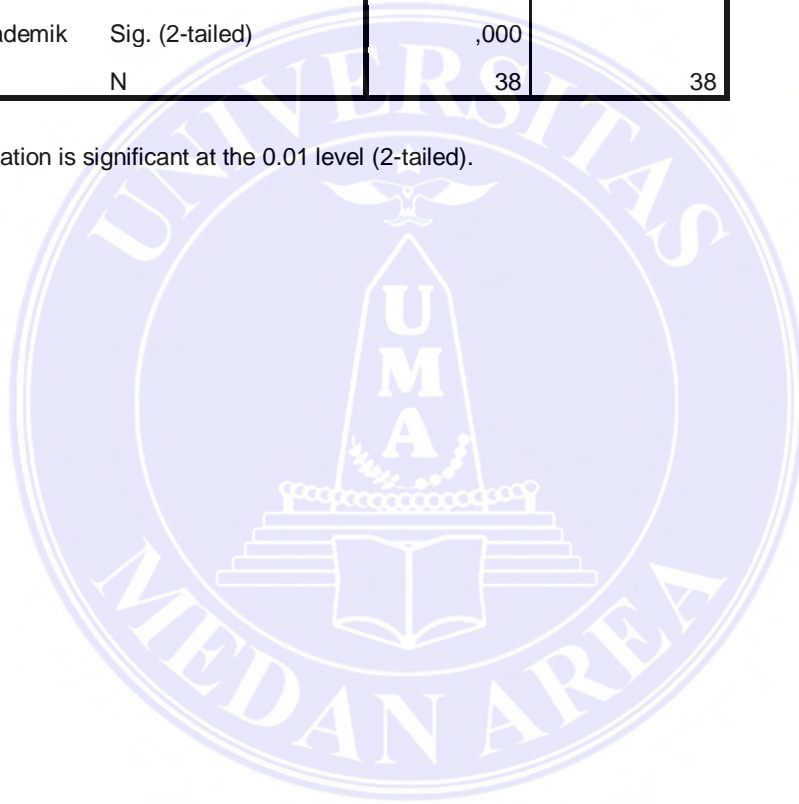 ademik Sig. (2-tailed) ,000
N 38 38
ation is significant at the 0.01 level (2-tailed).
UNIVERSITAS
U
M
A
MEDAN AREA